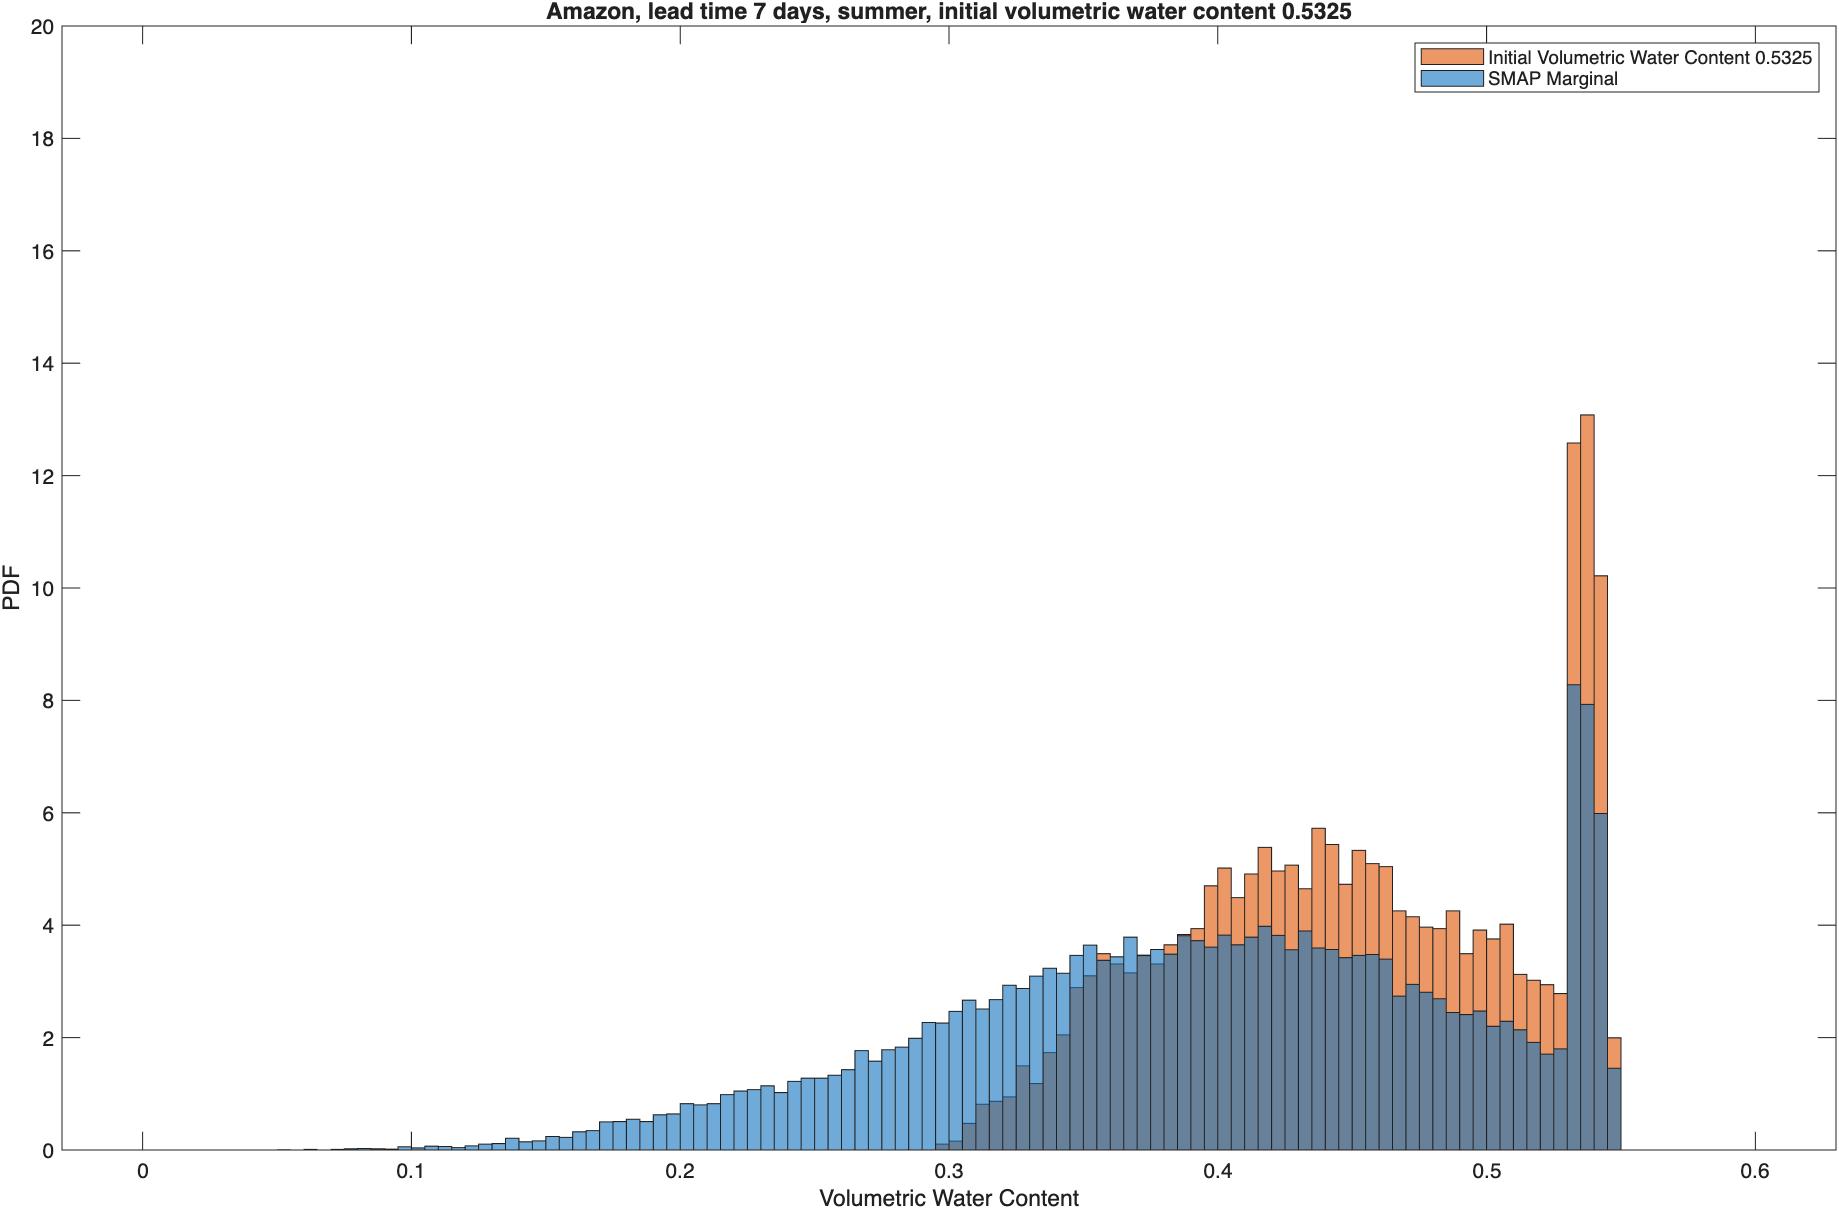 Amazon, lead time 7 days, summer, initial volumetric water content 0.5325
Initial Volumetric Water Content 0.5325
SMAP Marginal
20
18
16
14
12
10
8
6
4
2
0
PDF
0 0.1 0.2 0.3 0.4 0.5 0.6
Volumetric Water Content